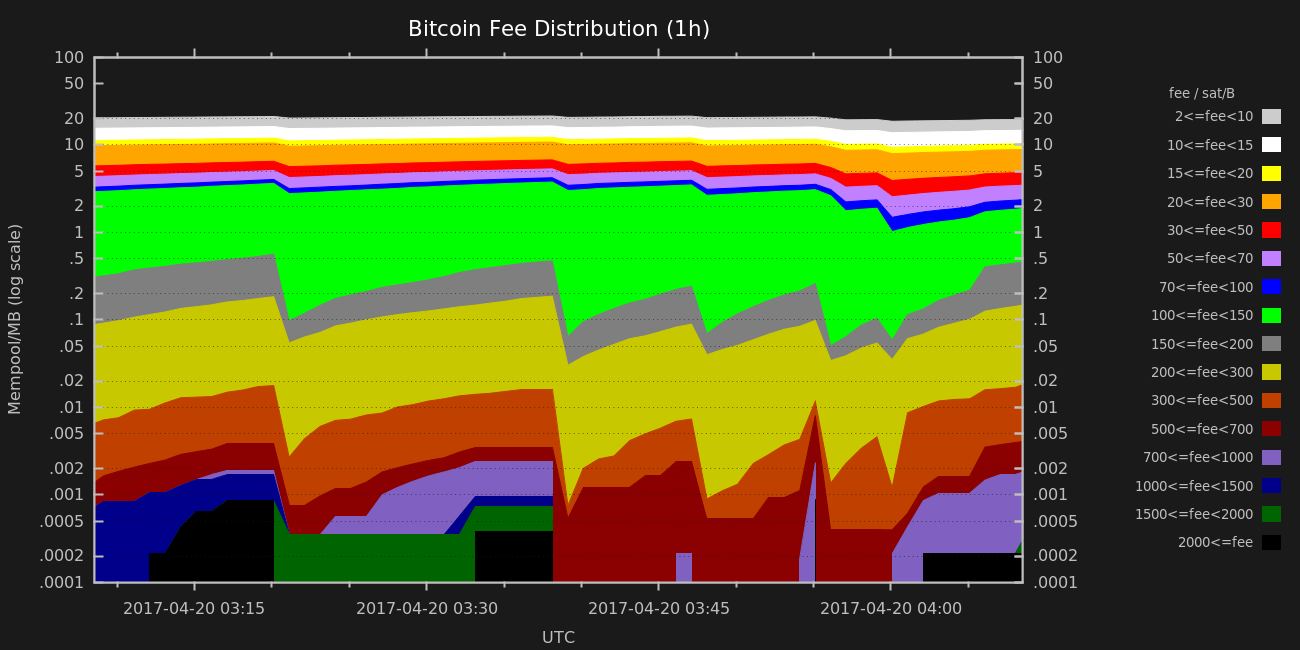 Bitcoin Fee Distribution (1h)
Mempool/MB (log scale)
100
50
20
10
5
2
1
.5
.2
.1
.05
.02
.01
.005
.002
.001
.0005
.0002
.0001
100
50
20
10
5
2
1
.5
.2
.1
.05
.02
.01
.005
.002
.001
.0005
.0002
.0001
2017-04-20 03:15
2017-04-20 03:30
2017-04-20 03:45
2017-04-20 04:00
UTC
fee / sat/B
2<=fee<10
10<=fee<15
15<=fee<20
20<=fee<30
30<=fee<50
50<=fee<70
70<=fee<100
100<=fee<150
150<=fee<200
200<=fee<300
300<=fee<500
500<=fee<700
700<=fee<1000
1000<=fee<1500
1500<=fee<2000
2000<=fee